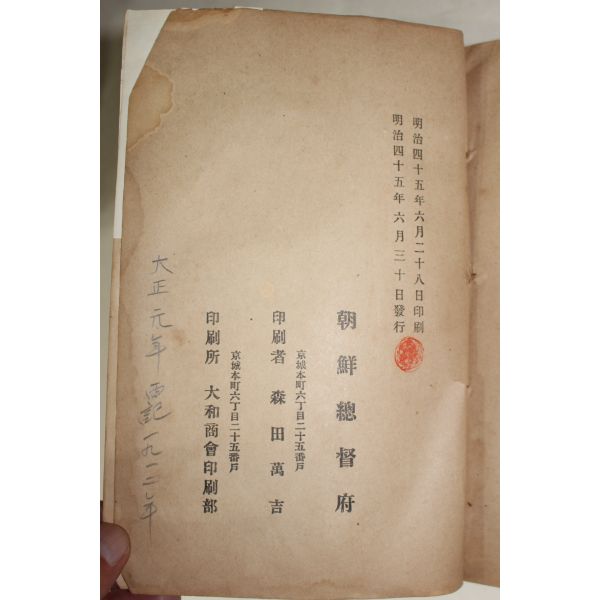 明治四十五年六月二十八日印刷
明治四十五年六月三十日發行
朝鮮總督府
京城本町六丁目二十五番戶
印刷者 森田萬吉
京城本町六丁目二十五番戶
印刷所 大和商會印刷部
大正元年 西記一九一二年